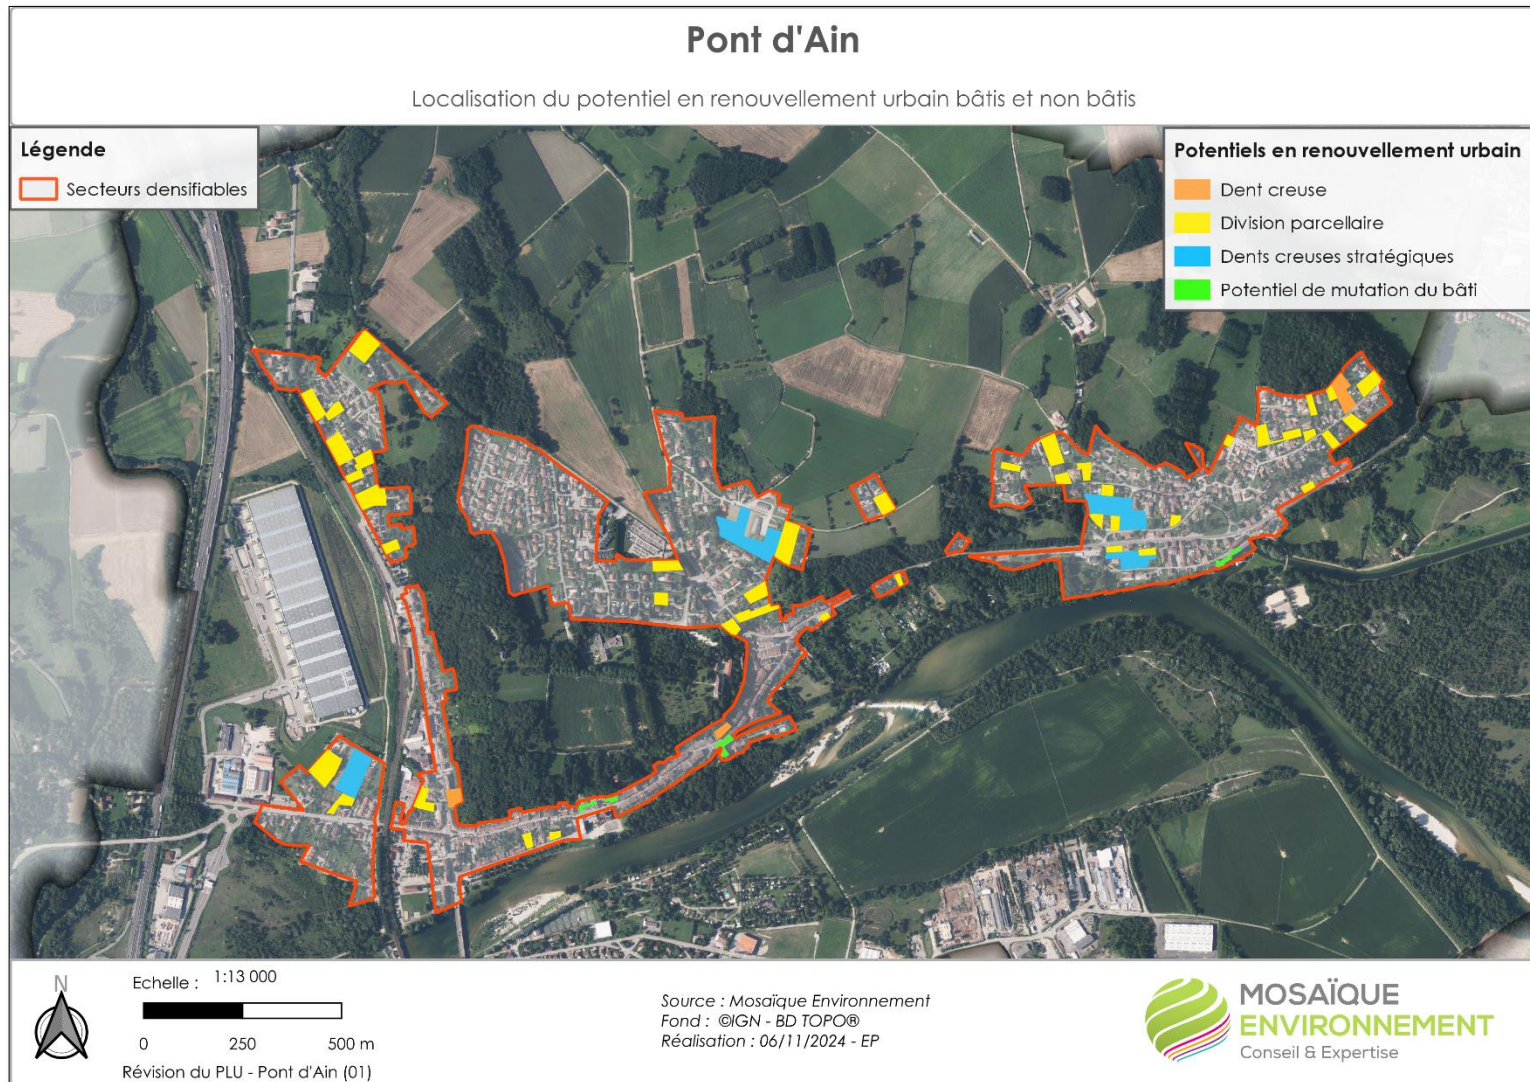 Pont d'Ain
Localisation du potentiel en renouvellement urbain bâtis et non bâtis
Légende
Secteurs densifiables
Potentiels en renouvellement urbain
Dent creuse
Division parcellaire
Dents creuses stratégiques
Potentiel de mutation du bâti
N
Echelle : 1:13 000
0 250 500 m
Révision du PLU - Pont d'Ain (01)
Source : Mosaïque Environnement
Fond : ©IGN - BD TOPO®
Réalisation : 06/11/2024 - EP
MOSAÏQUE
ENVIRONNEMENT
Conseil & Expertise